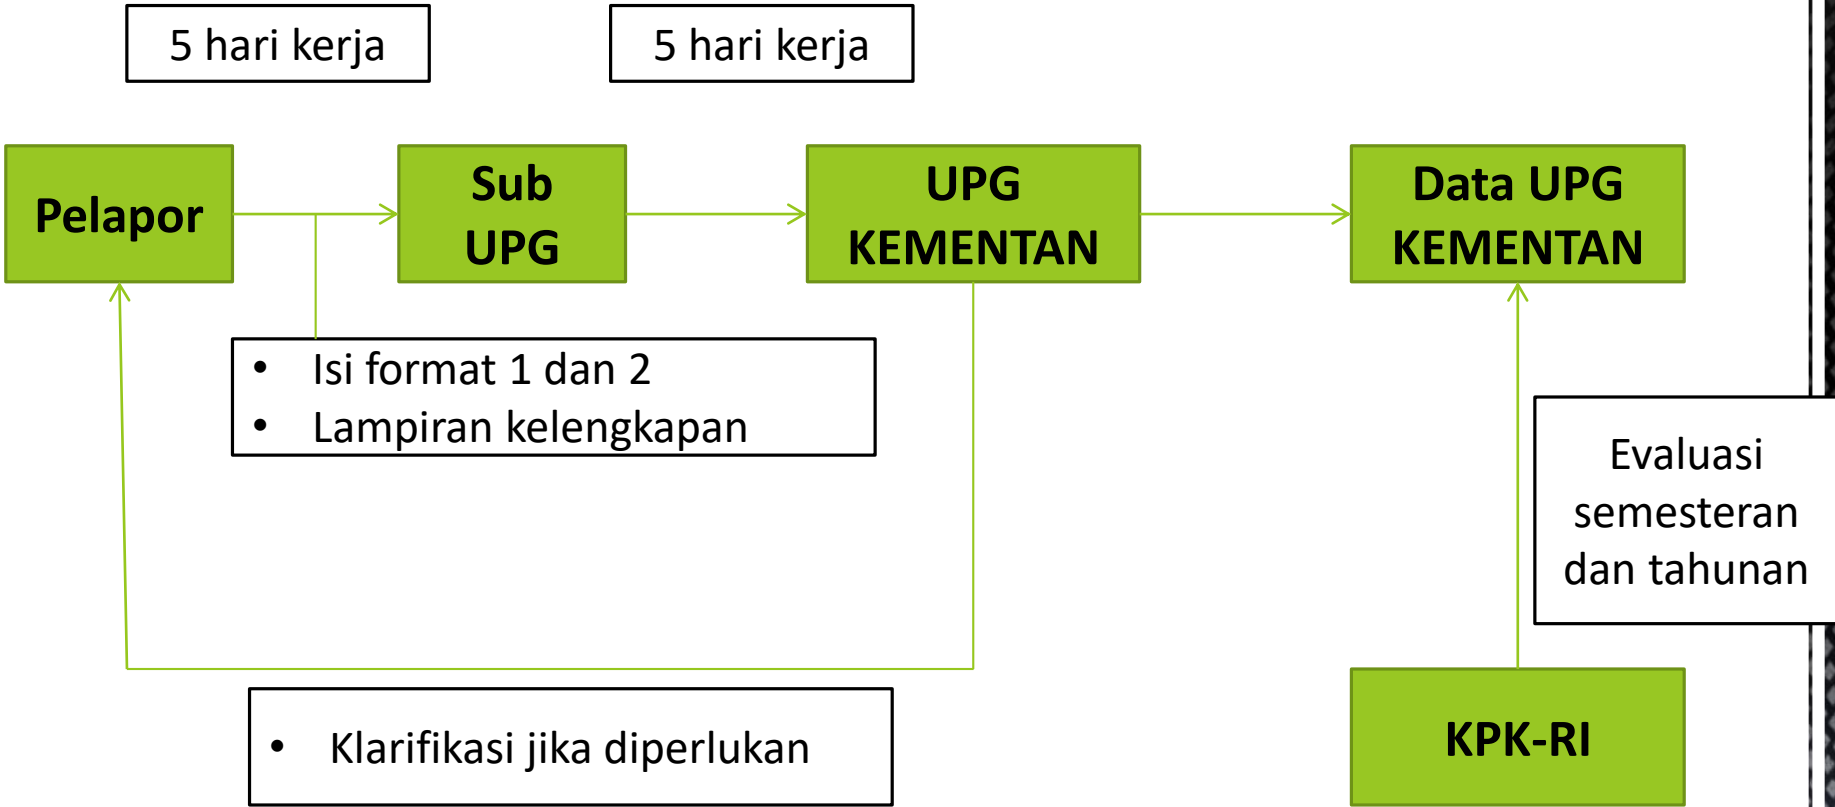 5 hari kerja
5 hari kerja
Pelapor
Sub
UPG
UPG
KEMENTAN
Data UPG
KEMENTAN
• Isi format 1 dan 2
• Lampiran kelengkapan
Evaluasi
semesteran
dan tahunan
• Klarifikasi jika diperlukan
KPK-RI